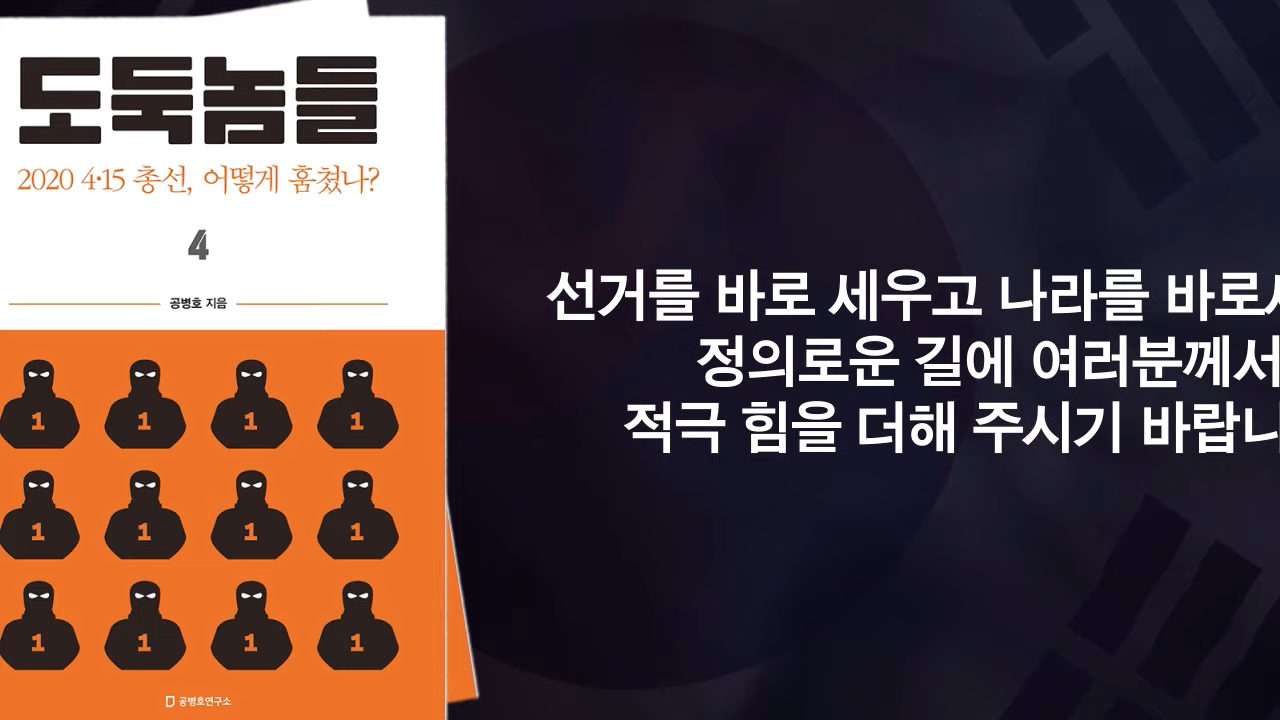 도둑놈들
2020 4·15 총선, 어떻게 훔쳤나?
4
공병호 지음
1 1 1 1
1 1 1 1
1 1 1 1
공병호연구소
선거를 바로 세우고 나라를 바로
정의로운 길에 여러분께서
적극 힘을 더해 주시기